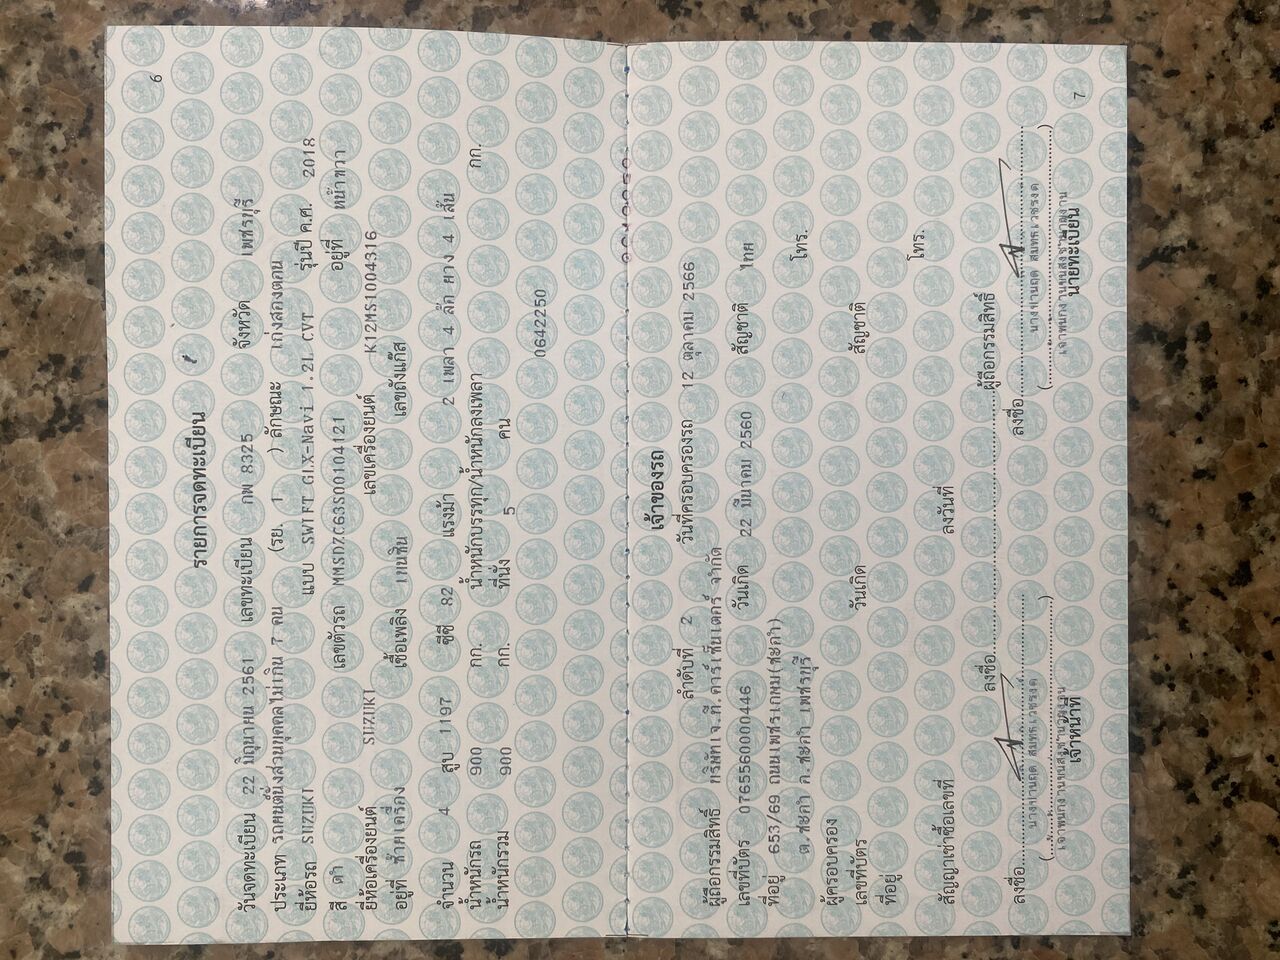 6
รายการจดทะเบียน
วันจดทะเบียน 22 มิถุนายน 2561 เลขทะเบียน กพ 8325 จังหวัด เพชรบุรี
ประเภท รถยนต์นั่งส่วนบุคคลไม่เกิน 7 คน (รย. 1 ) ลักษณะ เก๋งสองตอน
ยี่ห้อรถ SUZUKI แบบ SWIFT GLX-Navi 1.2L CVT รุ่นปี ค.ศ. 2018
สี ดำ เลขตัวรถ MMSDZC63S00104121 อยู่ที่ หน้าขวา
ยี่ห้อเครื่องยนต์ SUZUKI เลขเครื่องยนต์ K12MS1004316
อยู่ที่ ซ้ายเครื่อง เชื้อเพลิง เบนซิน เลขถังแก๊ส
จำนวน 4 สูบ 1197 ซีซี 82 แรงม้า 2 เพลา 4 ล้อ ยาง 4 เส้น
น้ำหนักรถ 900 กก. น้ำหนักบรรทุก/น้ำหนักลงเพลา กก.
น้ำหนักรวม 900 กก. ที่นั่ง 5 คน
0642250
เจ้าของรถ
ลำดับที่ 2 วันที่ครอบครองรถ 12 ตุลาคม 2566
ผู้ถือกรรมสิทธิ์ บริษัทเจ.ที.คาร์เซ็นเตอร์ จำกัด
เลขที่บัตร 0765560000446 วันเกิด 22 มีนาคม 2560 สัญชาติ ไทย
ที่อยู่ 653/69 ถนนเพชรเกษม(ชะอำ) โทร.
ต.ชะอำ อ.ชะอำ เพชรบุรี
ผู้ครอบครอง
เลขที่บัตร วันเกิด สัญชาติ
ที่อยู่ โทร.
สัญญาเช่าซื้อเลขที่ ลงวันที่
ลงชื่อ ผู้ถือกรรมสิทธิ์
ลงชื่อ ลงชื่อ
( ) ( )
เจ้าหน้าที่ นายทะเบียน
7